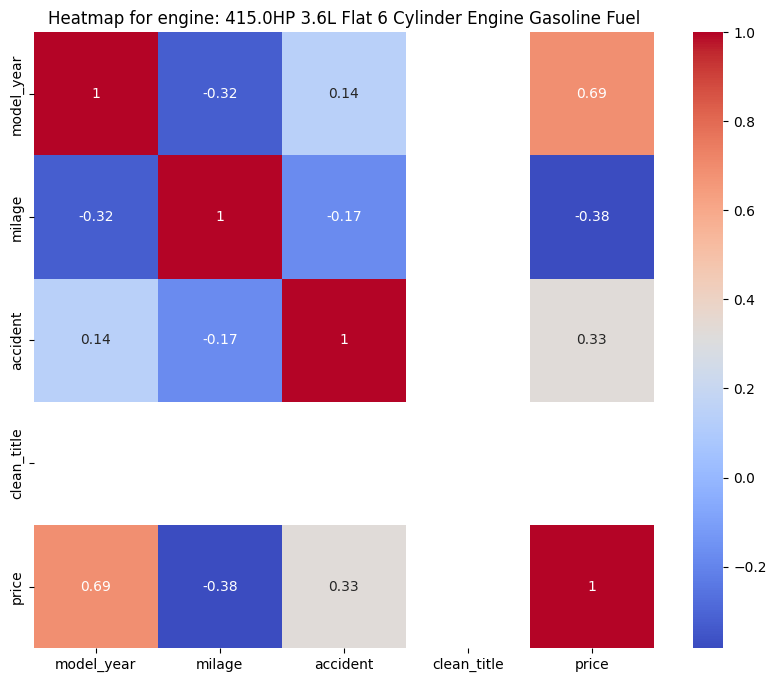 Heatmap for engine: 415.0HP 3.6L Flat 6 Cylinder Engine Gasoline Fuel
model_year
1
-0.32
0.14
0.69
milage
-0.32
1
-0.17
-0.38
accident
0.14
-0.17
1
0.33
clean_title
price
0.69
-0.38
0.33
1
model_year
milage
accident
clean_title
price
1.0
0.8
0.6
0.4
0.2
0.0
−0.2